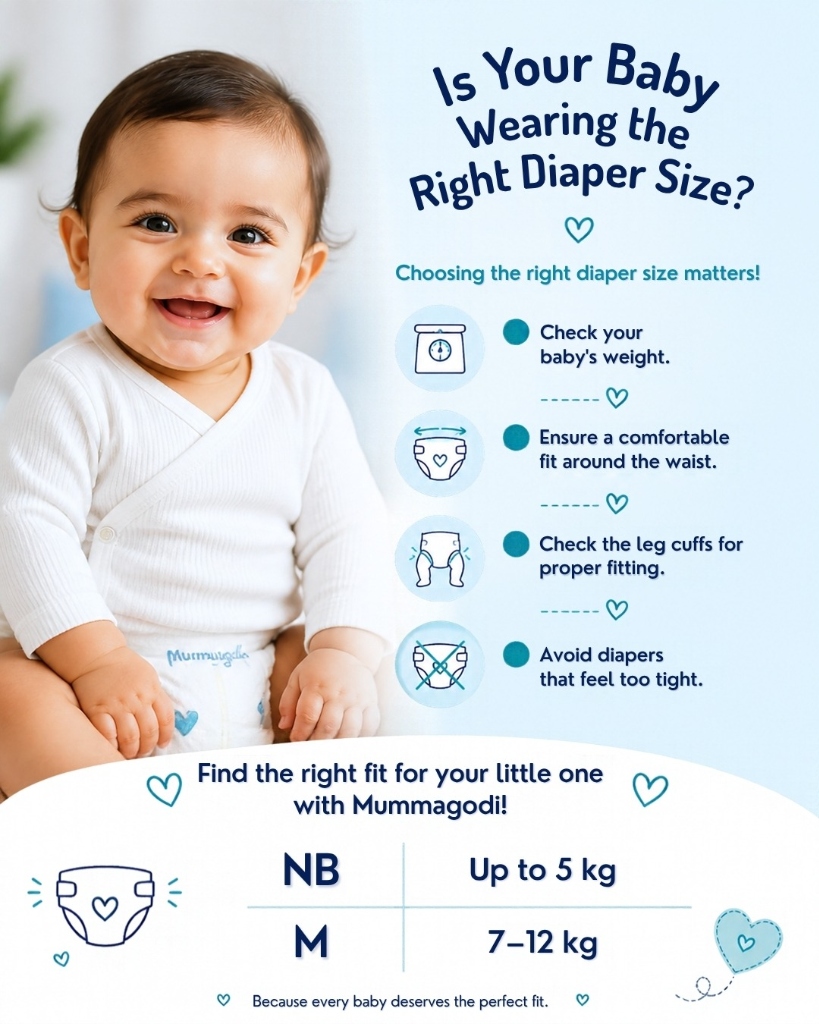 Is Your Baby
Wearing the
Right Diaper Size?
Choosing the right diaper size matters!
Check your
baby's weight.
Ensure a comfortable
fit around the waist.
Check the leg cuffs for
proper fitting.
Avoid diapers
that feel too tight.
Find the right fit for your little one
with Mummagodi!
NB
Up to 5 kg
M
7–12 kg
Because every baby deserves the perfect fit.